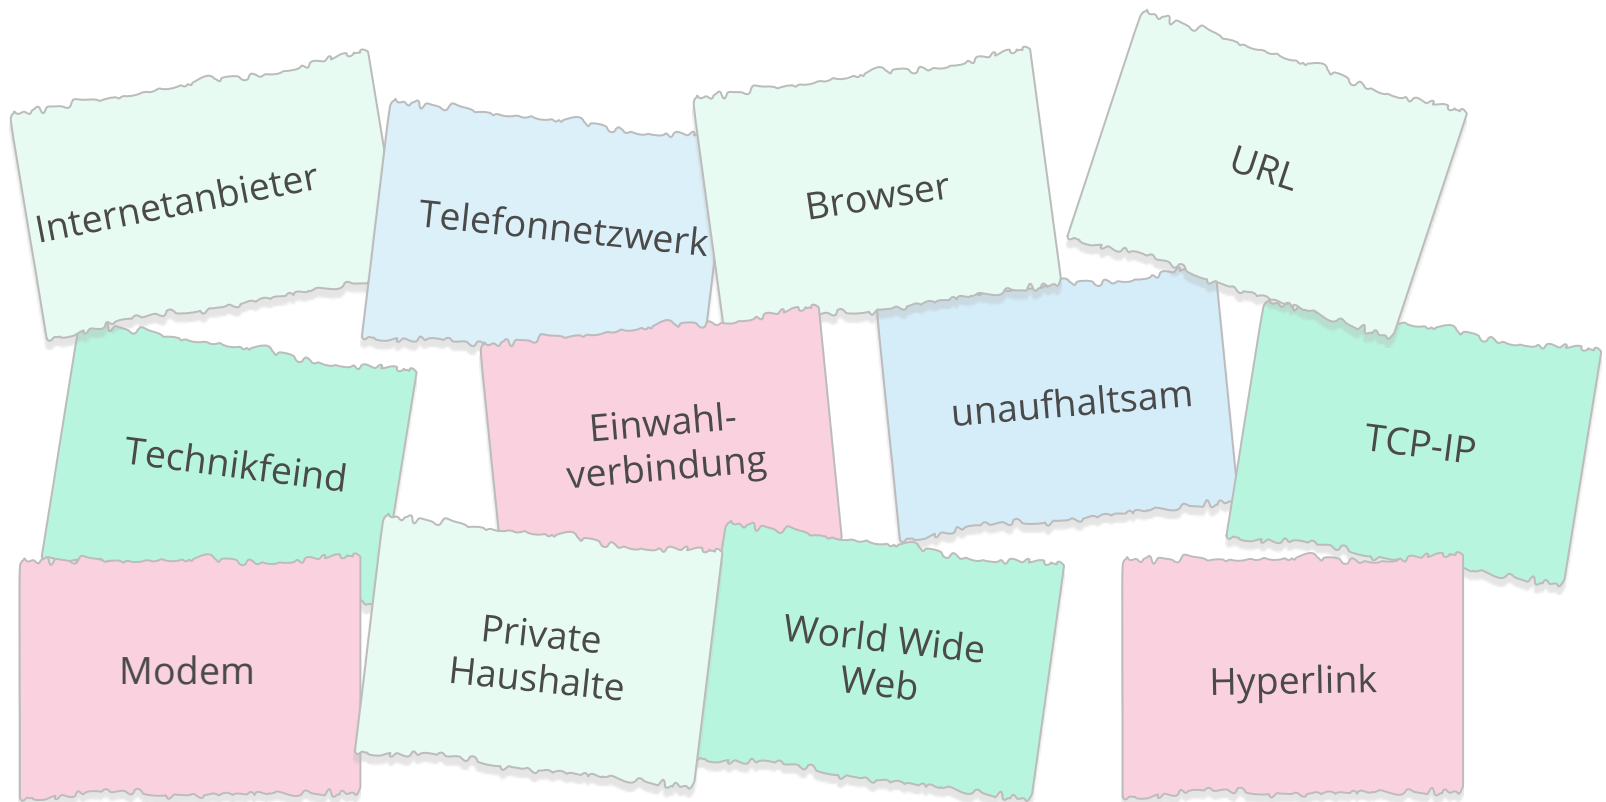 Internetanbieter
Telefonnetzwerk
Browser
URL
Technikfeind
Einwahl-
verbindung
unaufhaltsam
TCP-IP
Modem
Private
Haushalte
World Wide
Web
Hyperlink